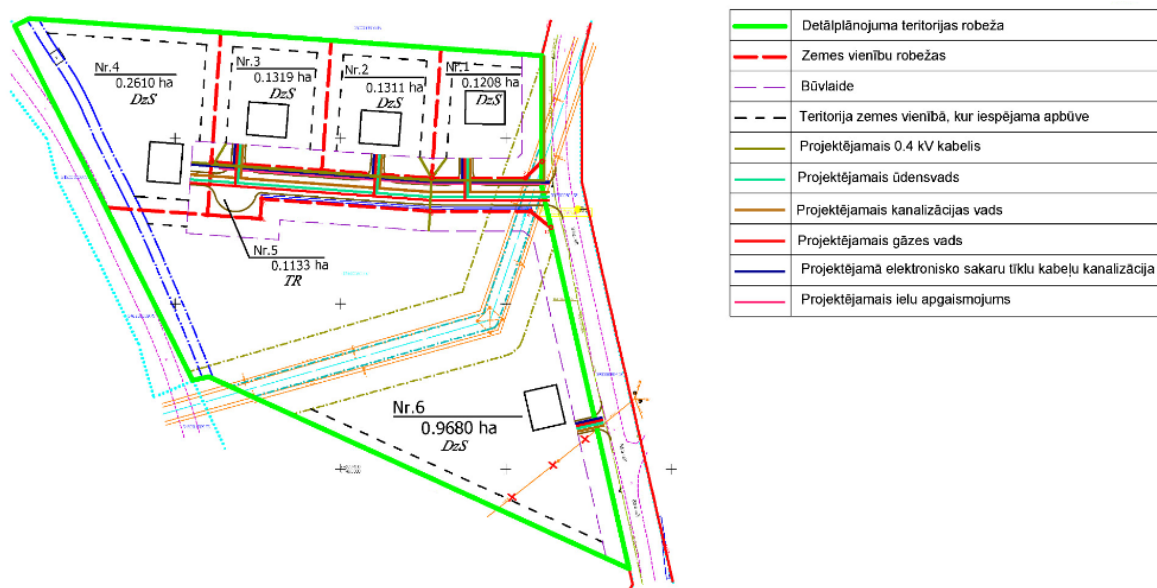 Nr.4
0.2610 ha
DzS
Nr.3
0.1319 ha
DzS
Nr.2
0.1311 ha
DzS
Nr.1
0.1208 ha
DzS
Nr.5
0.1133 ha
TR
Nr.6
0.9680 ha
DzS
Detālplānojuma teritorijas robeža
Zemes vienību robežas
Būvlaide
Teritorija zemes vienībā, kur iespējama apbūve
Projektējamais 0.4 kV kabelis
Projektējamais ūdensvads
Projektējamais kanalizācijas vads
Projektējamais gāzes vads
Projektējamā elektronisko sakaru tīklu kabeļu kanalizācija
Projektējamais ielu apgaismojums